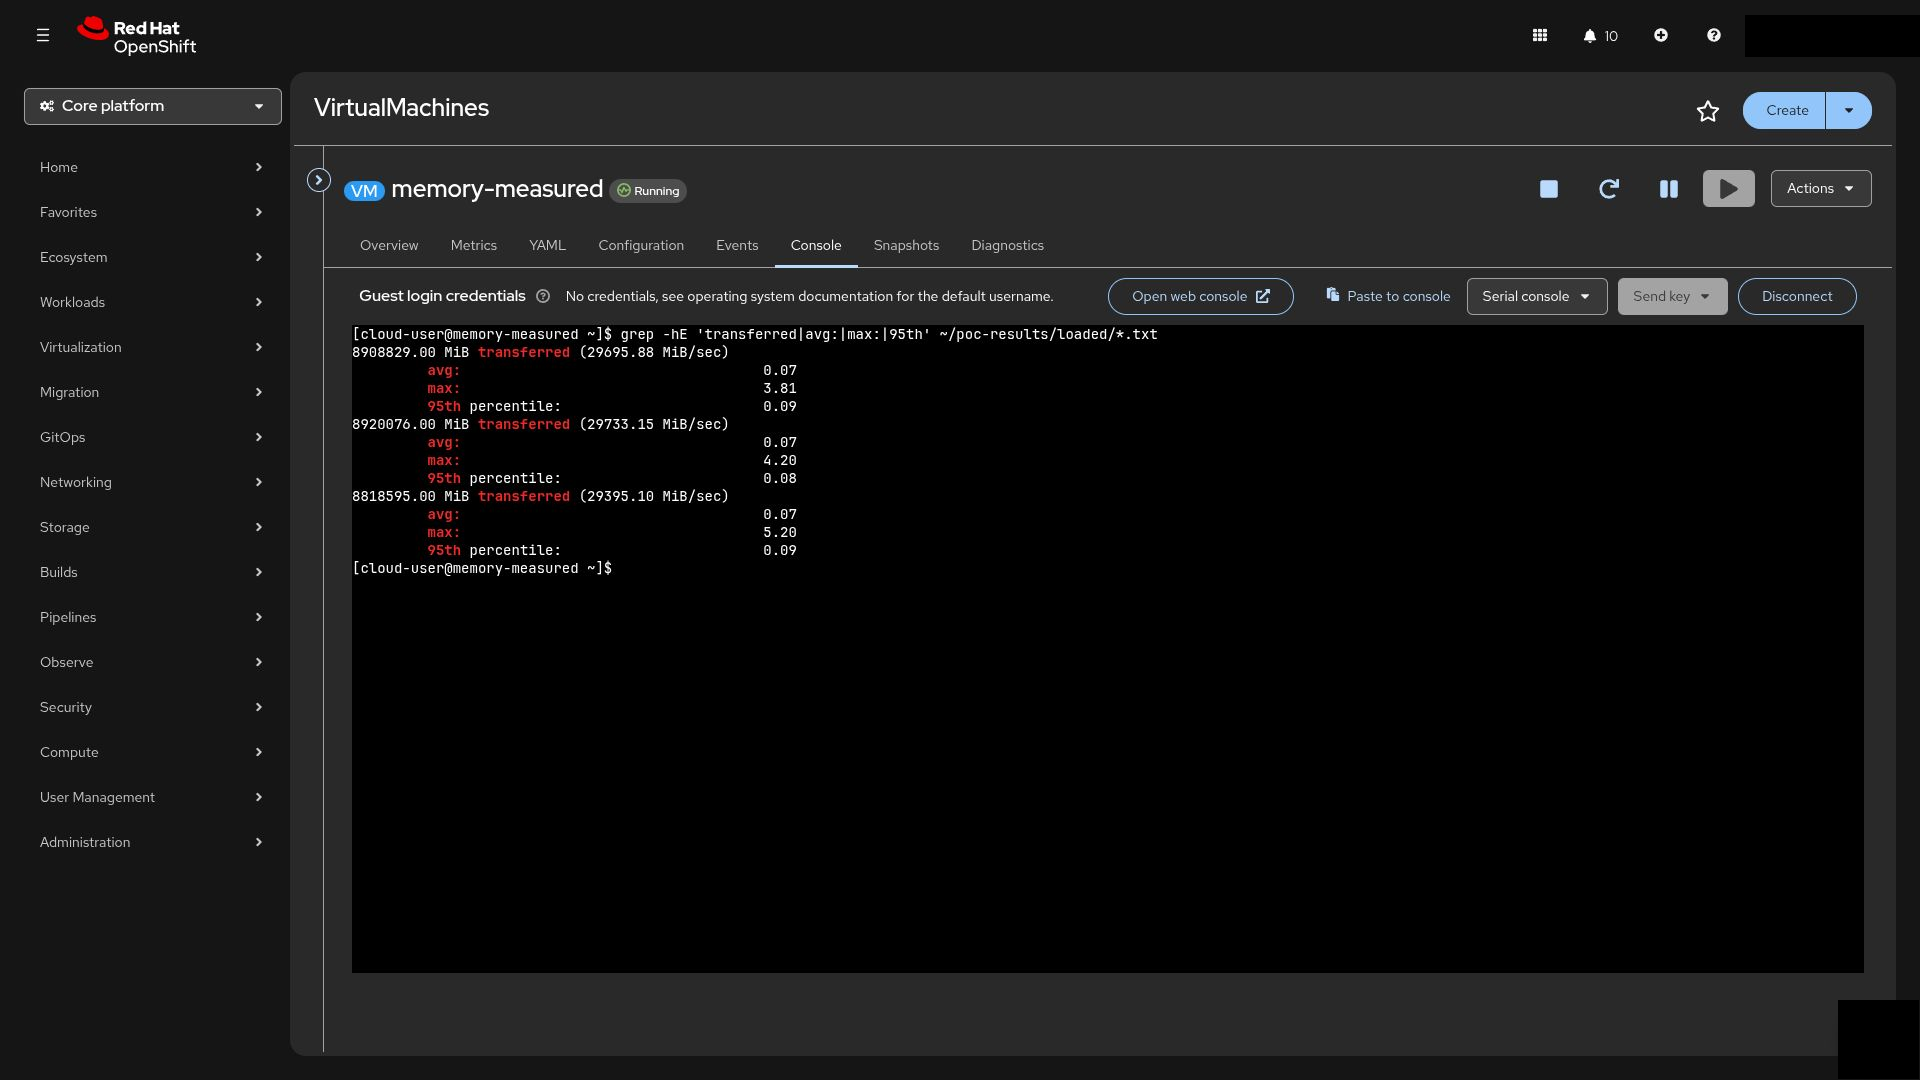 Red Hat
OpenShift
10
Core platform
Home
Favorites
Ecosystem
Workloads
Virtualization
Migration
GitOps
Networking
Storage
Builds
Pipelines
Observe
Security
Compute
User Management
Administration
VirtualMachines
Create
VM memory-measured Running
Actions
Overview Metrics YAML Configuration Events Console Snapshots Diagnostics
Guest login credentials No credentials, see operating system documentation for the default username. Open web console Paste to console Serial console Send key Disconnect
[cloud-user@memory-measured ~]$ grep -hE 'transferred|avg:|max:|95th' ~/poc-results/loaded/*.txt
8908829.00 MiB transferred (29695.88 MiB/sec)
avg: 0.07
max: 3.81
95th percentile: 0.09
8920076.00 MiB transferred (29733.15 MiB/sec)
avg: 0.07
max: 4.20
95th percentile: 0.08
8818595.00 MiB transferred (29395.10 MiB/sec)
avg: 0.07
max: 5.20
95th percentile: 0.09
[cloud-user@memory-measured ~]$